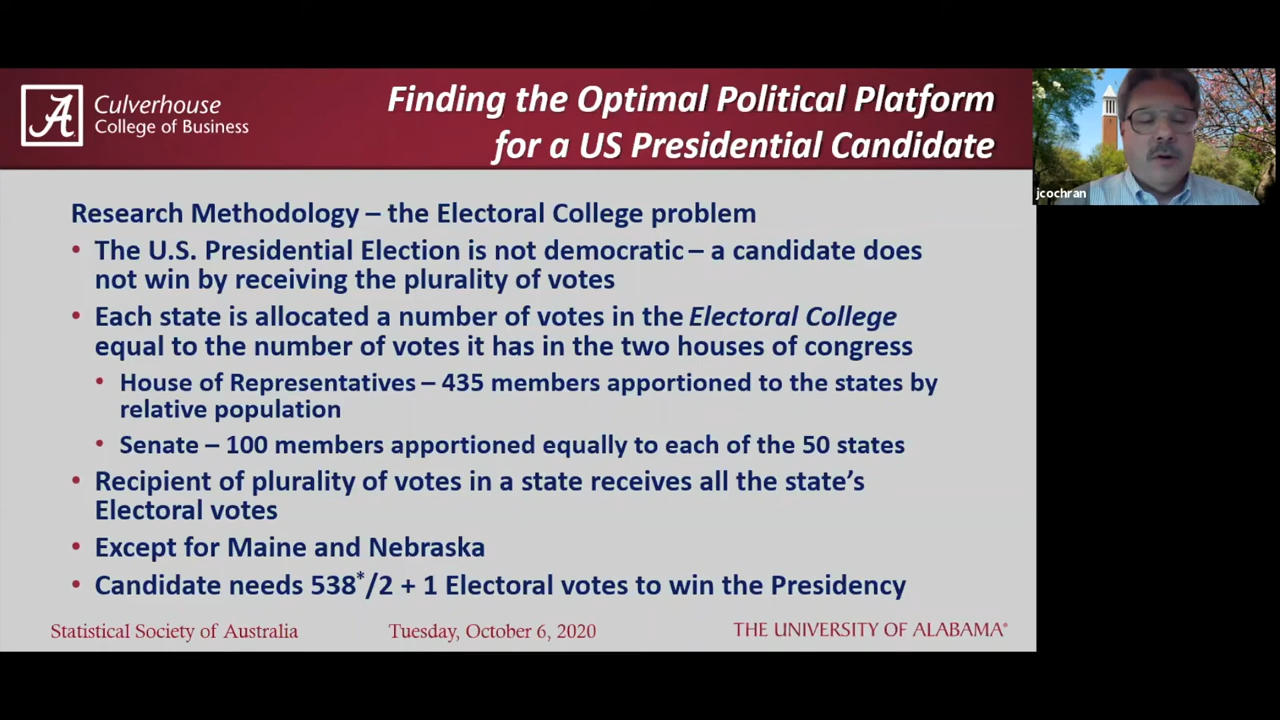 Culverhouse
College of Business
Finding the Optimal Political Platform
for a US Presidential Candidate
jcochran
Research Methodology – the Electoral College problem
• The U.S. Presidential Election is not democratic – a candidate does
not win by receiving the plurality of votes
• Each state is allocated a number of votes in the Electoral College
equal to the number of votes it has in the two houses of congress
• House of Representatives – 435 members apportioned to the states by
relative population
• Senate – 100 members apportioned equally to each of the 50 states
• Recipient of plurality of votes in a state receives all the state’s
Electoral votes
• Except for Maine and Nebraska
• Candidate needs 538*/2 + 1 Electoral votes to win the Presidency
Statistical Society of Australia
Tuesday, October 6, 2020
THE UNIVERSITY OF ALABAMA®